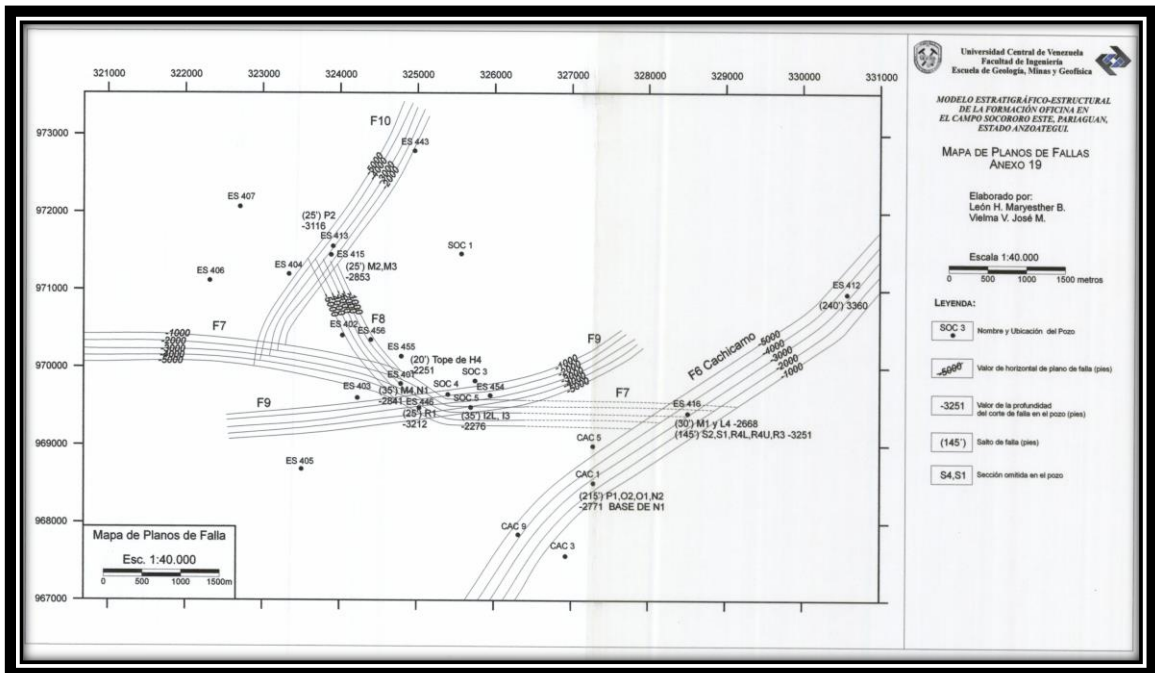 321000 322000 323000 324000 325000 326000 327000 328000 329000 330000 331000
973000
972000
971000
970000
969000
968000
967000
F10
ES 443
ES 407
(25') P2
-3116
ES 413
ES 415
SOC 1
ES 404
(25') M2,M3
-2853
ES 406
ES 412
(240') 3360
F7
-1000
-2000
-3000
-4000
-5000
F8
ES 402
ES 456
ES 455
F9
(20') Tope de H4
-2251
SOC 3
F6 Cachicamo
-5000
-4000
-3000
-2000
-1000
ES 401
ES 403
(35') M4,N1
-2841
SOC 4
ES 454
F7
F9
ES 446
SOC 5
(25') R1
-3212
(35') I2L, I3
-2276
ES 416
(30') M1 y L4 -2668
(145') S2,S1,R4L,R4U,R3 -3251
CAC 5
ES 405
CAC 1
(215') P1,O2,O1,N2
-2771 BASE DE N1
CAC 9
CAC 3
Mapa de Planos de Falla
Esc. 1:40.000
0 500 1000 1500m
Universidad Central de Venezuela
Facultad de Ingeniería
Escuela de Geología, Minas y Geofísica
MODELO ESTRATIGRÁFICO-ESTRUCTURAL
DE LA FORMACIÓN OFICINA EN
EL CAMPO SOCORORO ESTE, PARIAGUAN,
ESTADO ANZOATEGUI.
MAPA DE PLANOS DE FALLAS
ANEXO 19
Elaborado por:
León H. Maryesther B.
Vielma V. José M.
Escala 1:40.000
0 500 1000 1500 metros
LEYENDA:
SOC 3 Nombre y Ubicación del Pozo
-5000 Valor de horizontal de plano de falla (pies)
-3251 Valor de la profundidad
del corte de falla en el pozo (pies)
(145') Salto de falla (pies)
S4,S1 Sección omitida en el pozo